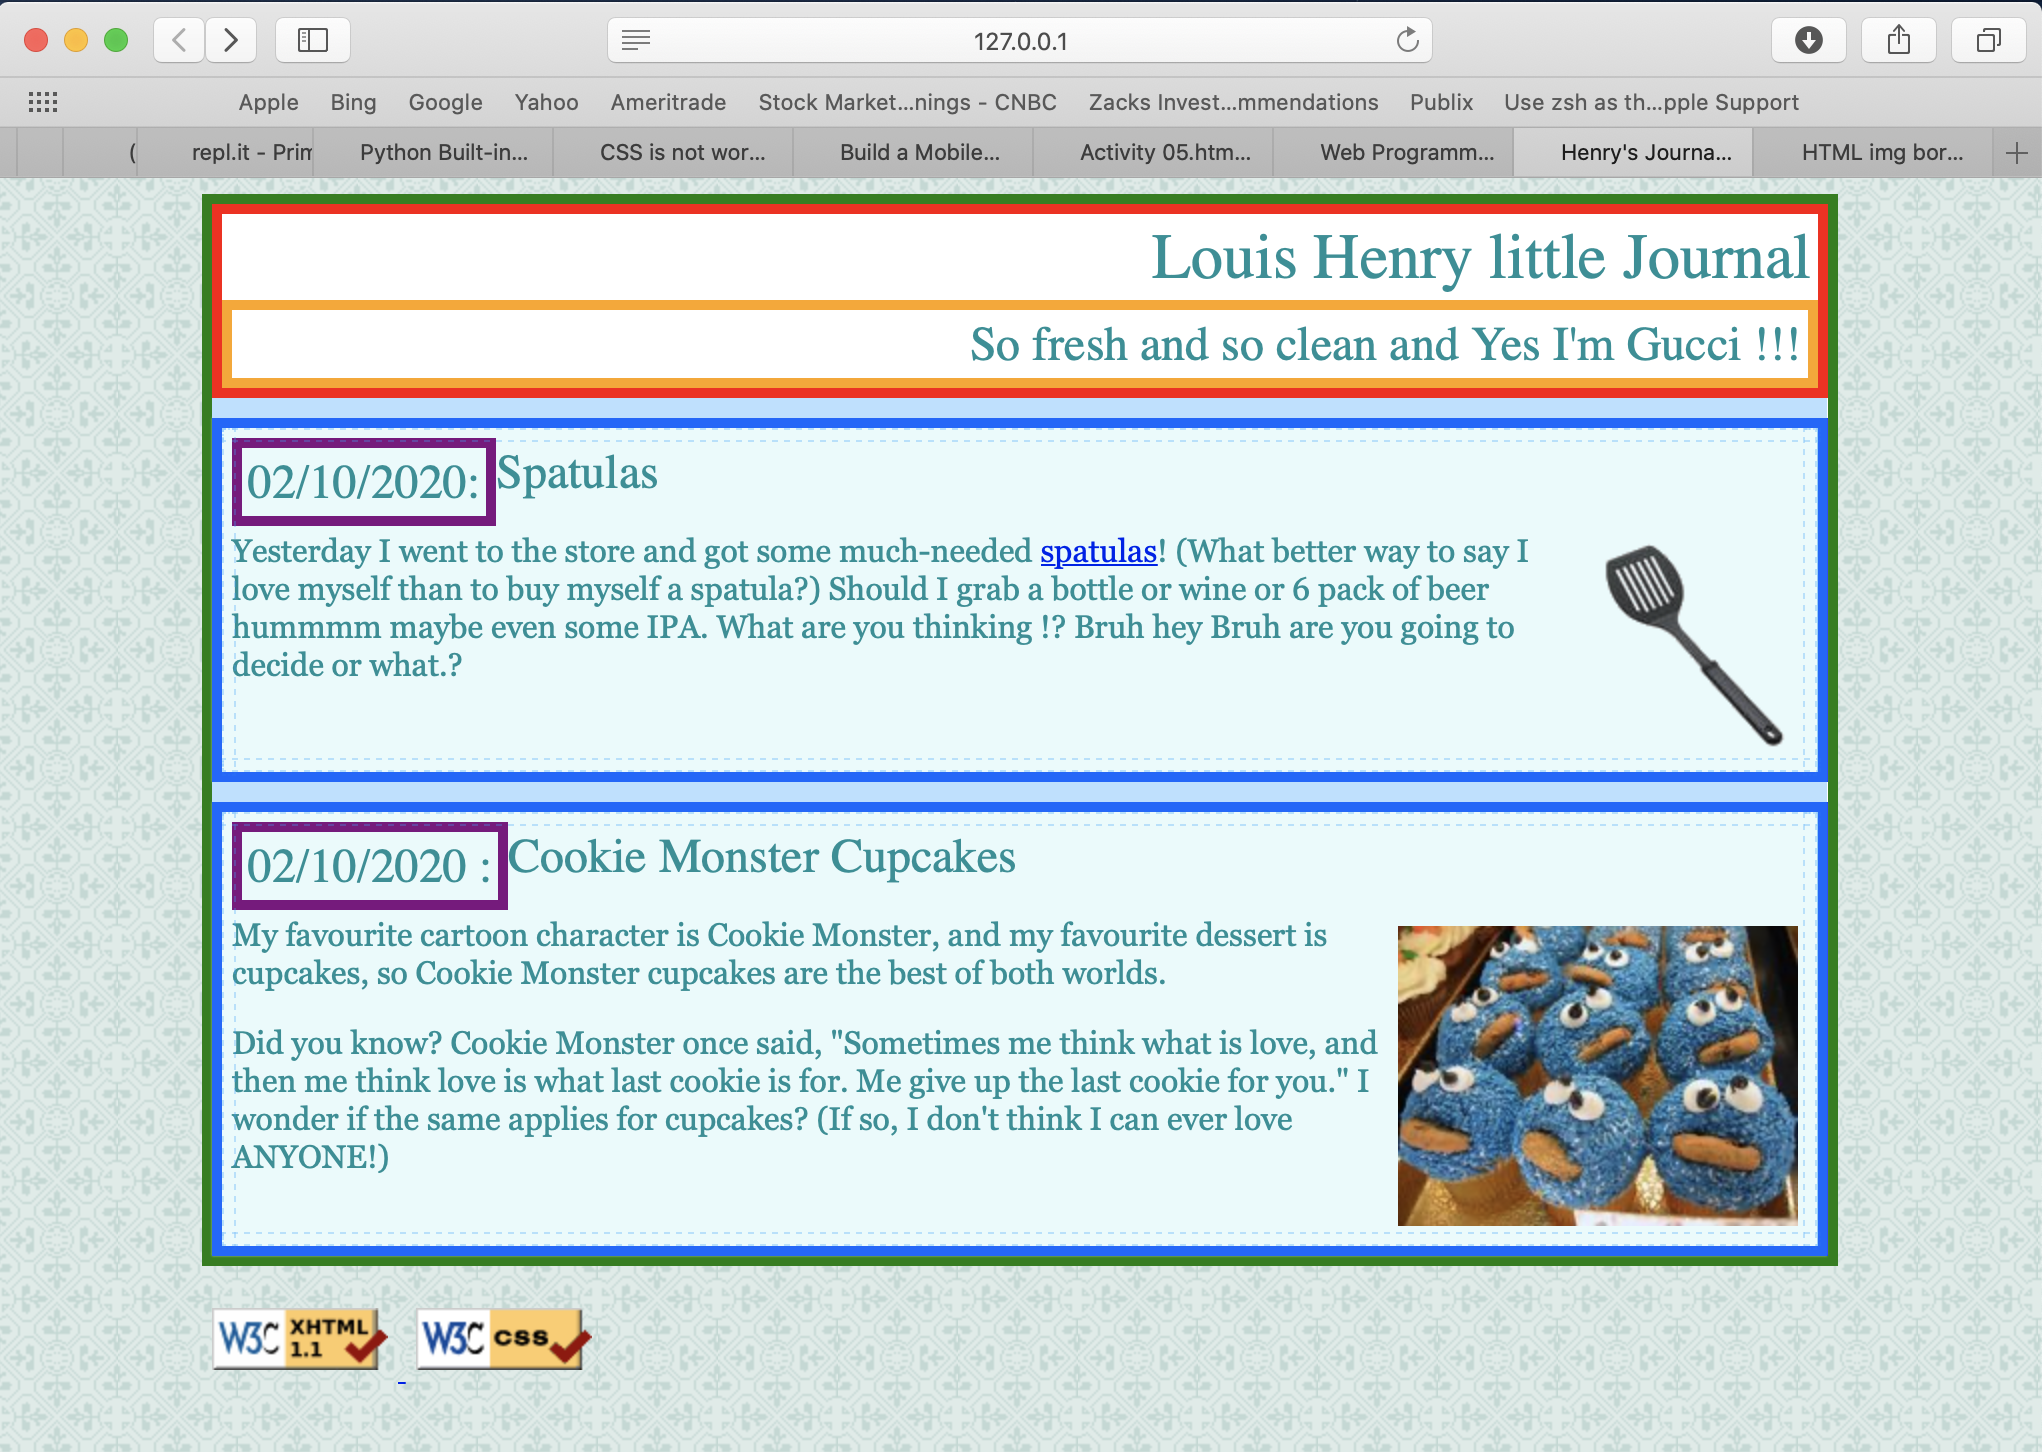 127.0.0.1
Apple Bing Google Yahoo Ameritrade Stock Market...nings - CNBC Zacks Invest...mmendations Publix Use zsh as th...pple Support
( repl.it - Prim Python Built-in... CSS is not wor... Build a Mobile... Activity 05.htm... Web Programm... Henry's Journa... HTML img bor...
Louis Henry little Journal
So fresh and so clean and Yes I'm Gucci !!!
02/10/2020: Spatulas
Yesterday I went to the store and got some much-needed spatulas! (What better way to say I
love myself than to buy myself a spatula?) Should I grab a bottle or wine or 6 pack of beer
hummmm maybe even some IPA. What are you thinking !? Bruh hey Bruh are you going to
decide or what.?
02/10/2020 : Cookie Monster Cupcakes
My favourite cartoon character is Cookie Monster, and my favourite dessert is
cupcakes, so Cookie Monster cupcakes are the best of both worlds.
Did you know? Cookie Monster once said, "Sometimes me think what is love, and
then me think love is what last cookie is for. Me give up the last cookie for you." I
wonder if the same applies for cupcakes? (If so, I don't think I can ever love
ANYONE!)
W3C XHTML 1.1 W3C css